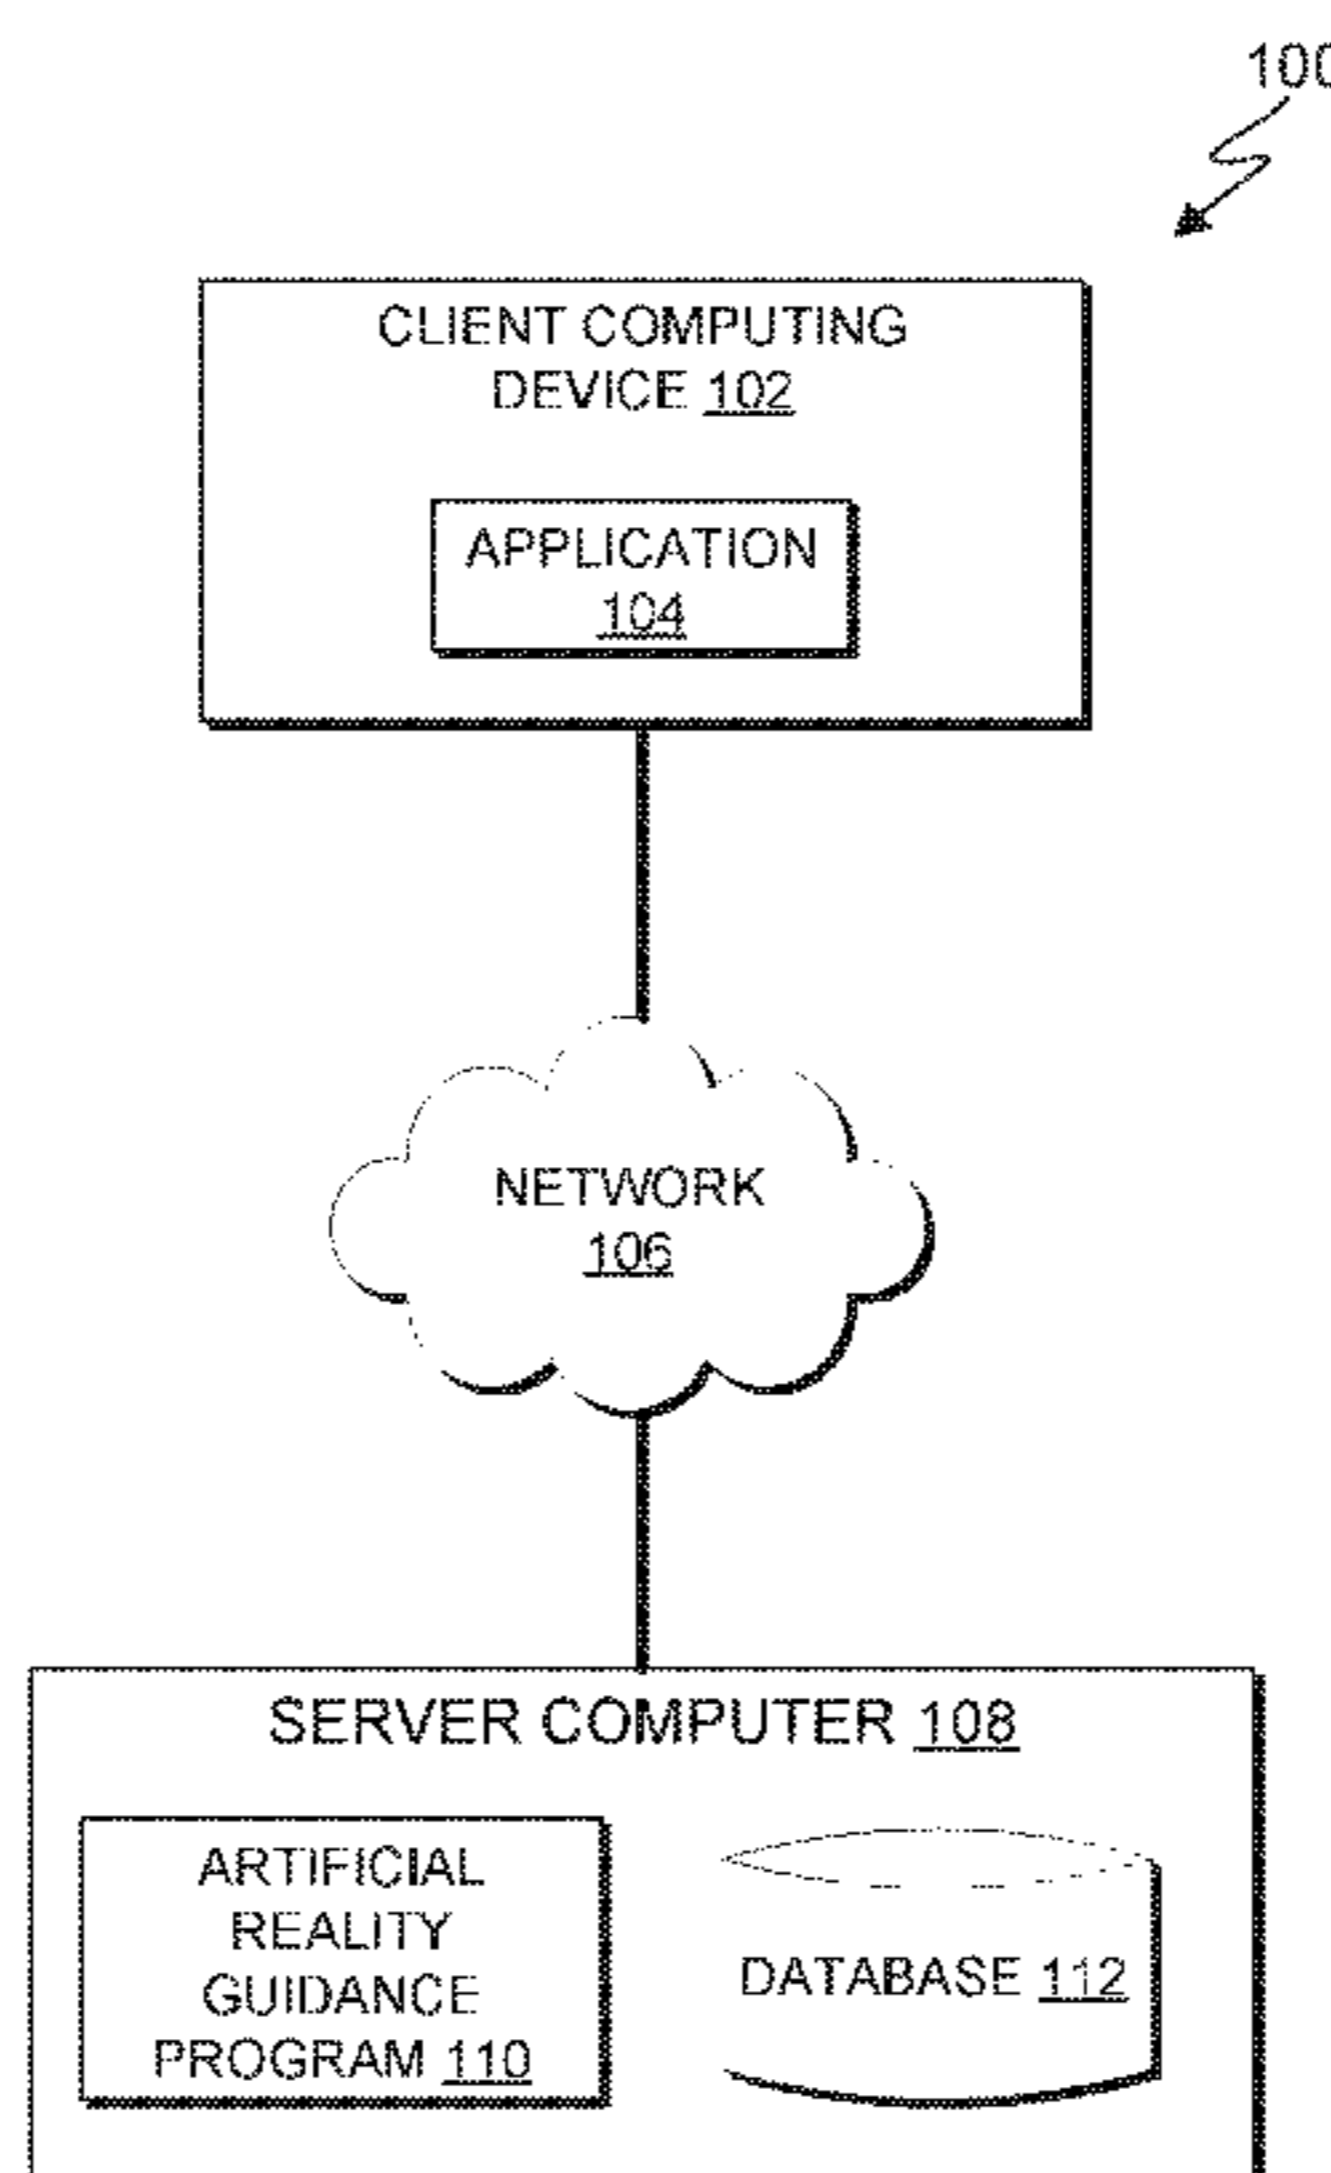 100
CLIENT COMPUTING
DEVICE 102
APPLICATION
104
NETWORK
106
SERVER COMPUTER 108
ARTIFICIAL
REALITY
GUIDANCE
PROGRAM 110
DATABASE 112